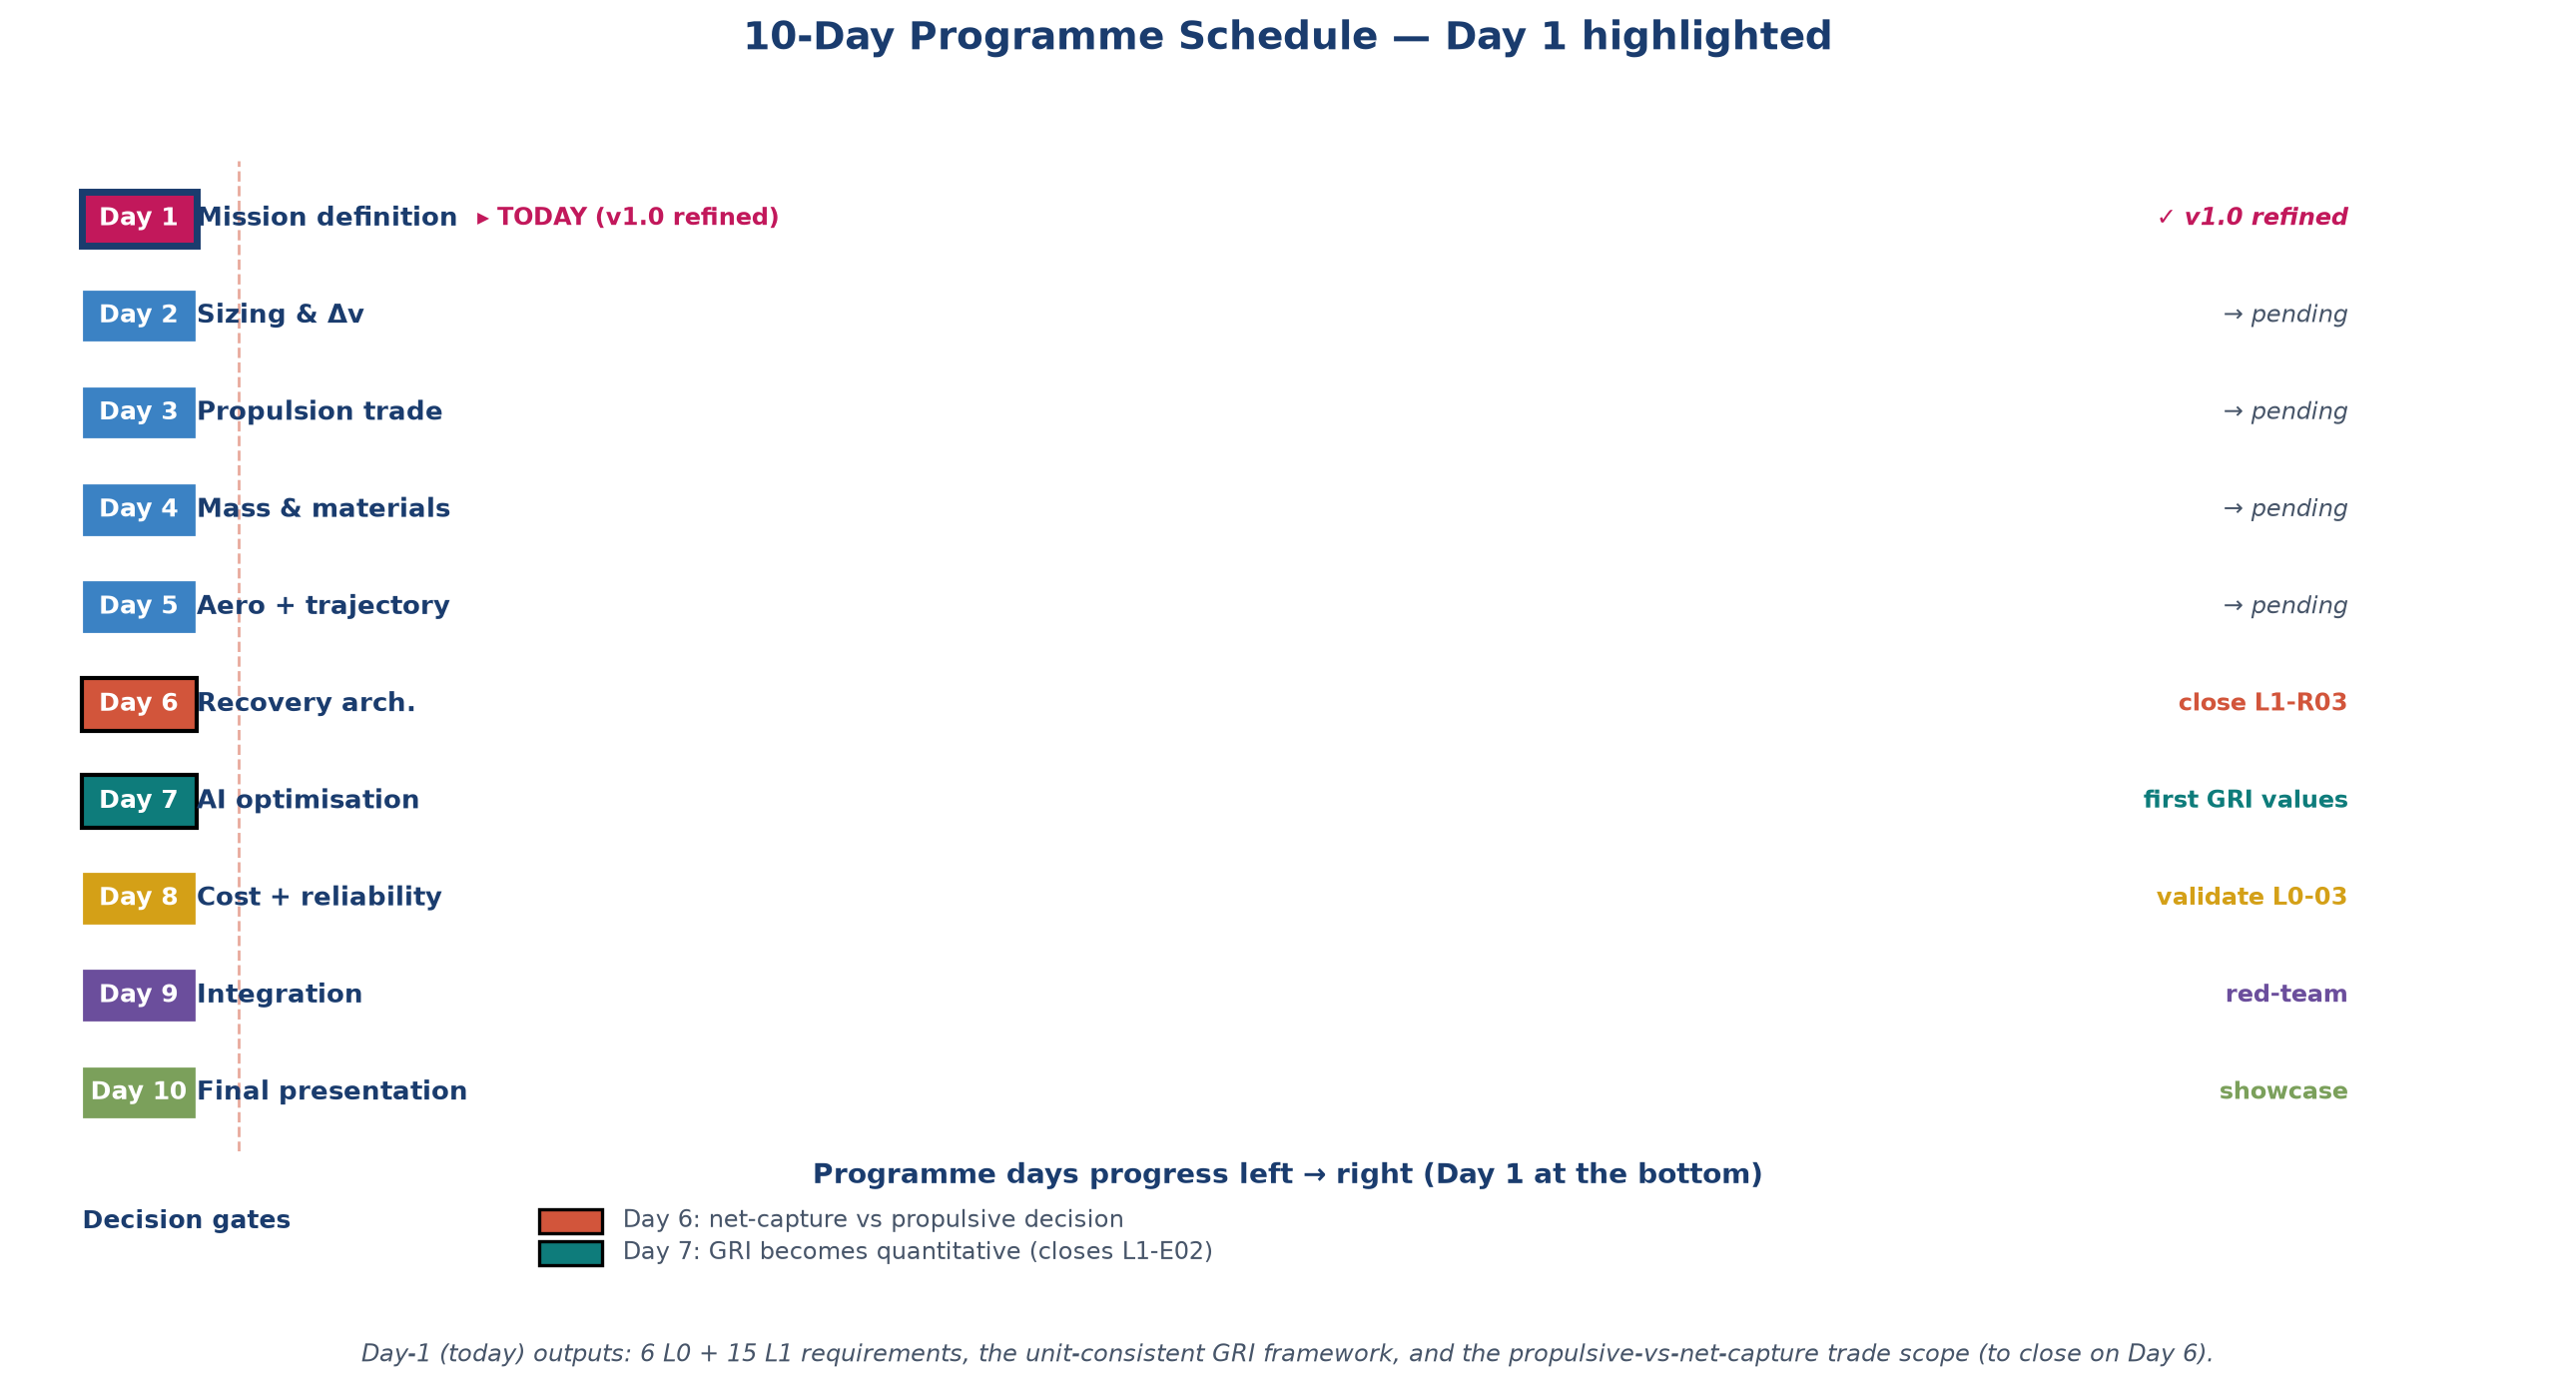 10-Day Programme Schedule — Day 1 highlighted
Day 1 Mission definition ▸ TODAY (v1.0 refined) ✓ v1.0 refined
Day 2 Sizing & Δv → pending
Day 3 Propulsion trade → pending
Day 4 Mass & materials → pending
Day 5 Aero + trajectory → pending
Day 6 Recovery arch. close L1-R03
Day 7 AI optimisation first GRI values
Day 8 Cost + reliability validate L0-03
Day 9 Integration red-team
Day 10 Final presentation showcase
Programme days progress left → right (Day 1 at the bottom)
Decision gates
Day 6: net-capture vs propulsive decision
Day 7: GRI becomes quantitative (closes L1-E02)
Day-1 (today) outputs: 6 L0 + 15 L1 requirements, the unit-consistent GRI framework, and the propulsive-vs-net-capture trade scope (to close on Day 6).